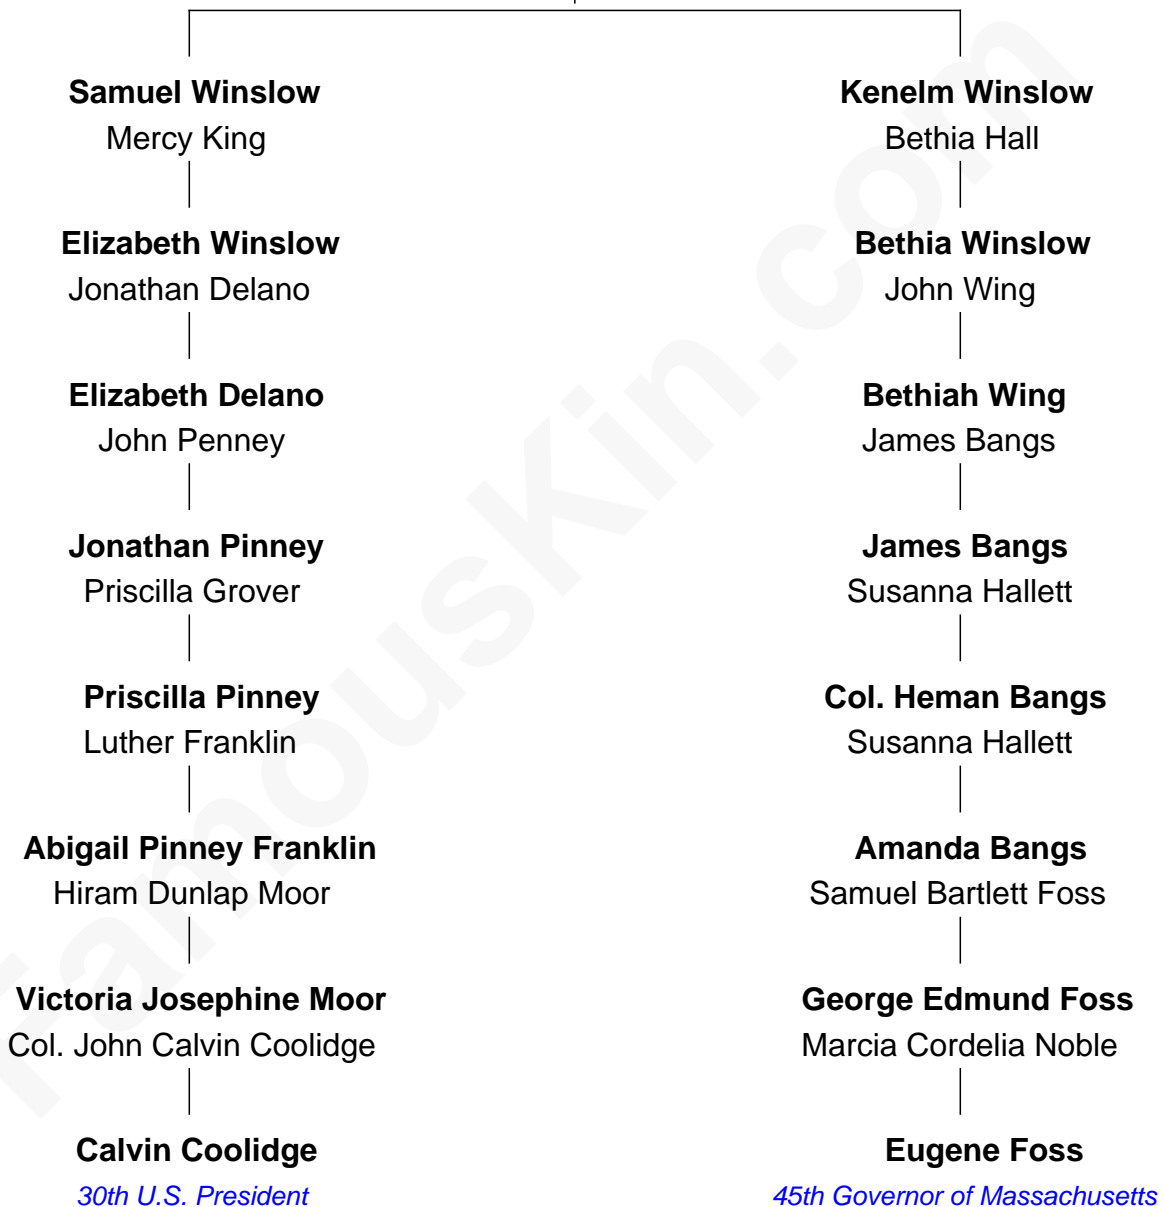 Samuel Winslow
Mercy King
Kenelm Winslow
Bethia Hall
Elizabeth Winslow
Jonathan Delano
Bethia Winslow
John Wing
Elizabeth Delano
John Penney
Bethiah Wing
James Bangs
Jonathan Pinney
Priscilla Grover
James Bangs
Susanna Hallett
Priscilla Pinney
Luther Franklin
Col. Heman Bangs
Susanna Hallett
Abigail Pinney Franklin
Hiram Dunlap Moor
Amanda Bangs
Samuel Bartlett Foss
Victoria Josephine Moor
Col. John Calvin Coolidge
George Edmund Foss
Marcia Cordelia Noble
Calvin Coolidge
30th U.S. President
Eugene Foss
45th Governor of Massachusetts
FamousKin.com